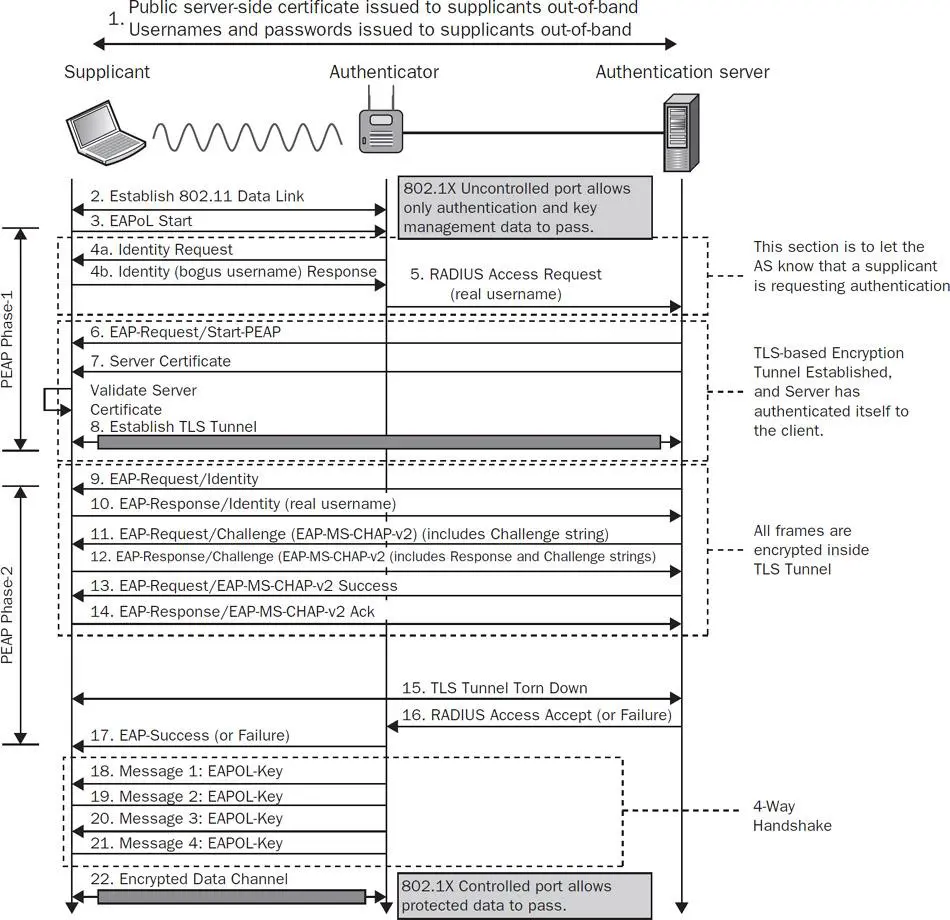 1. Public server-side certificate issued to supplicants out-of-band
Usernames and passwords issued to supplicants out-of-band
Supplicant
Authenticator
Authentication server
2. Establish 802.11 Data Link
802.1X Uncontrolled port allows
only authentication and key
management data to pass.
3. EAPoL Start
PEAP Phase-1
4a. Identity Request
4b. Identity (bogus username) Response
5. RADIUS Access Request
(real username)
This section is to let the
AS know that a supplicant
is requesting authentication
6. EAP-Request/Start-PEAP
7. Server Certificate
Validate Server
Certificate
8. Establish TLS Tunnel
TLS-based Encryption
Tunnel Established,
and Server has
authenticated itself to
the client.
PEAP Phase-2
9. EAP-Request/Identity
10. EAP-Response/Identity (real username)
11. EAP-Request/Challenge (EAP-MS-CHAP-v2) (includes Challenge string)
12. EAP-Response/Challenge (EAP-MS-CHAP-v2 (includes Response and Challenge strings)
13. EAP-Request/EAP-MS-CHAP-v2 Success
14. EAP-Response/EAP-MS-CHAP-v2 Ack
All frames are
encrypted inside
TLS Tunnel
15. TLS Tunnel Torn Down
16. RADIUS Access Accept (or Failure)
17. EAP-Success (or Failure)
18. Message 1: EAPOL-Key
19. Message 2: EAPOL-Key
20. Message 3: EAPOL-Key
21. Message 4: EAPOL-Key
4-Way
Handshake
22. Encrypted Data Channel
802.1X Controlled port allows
protected data to pass.